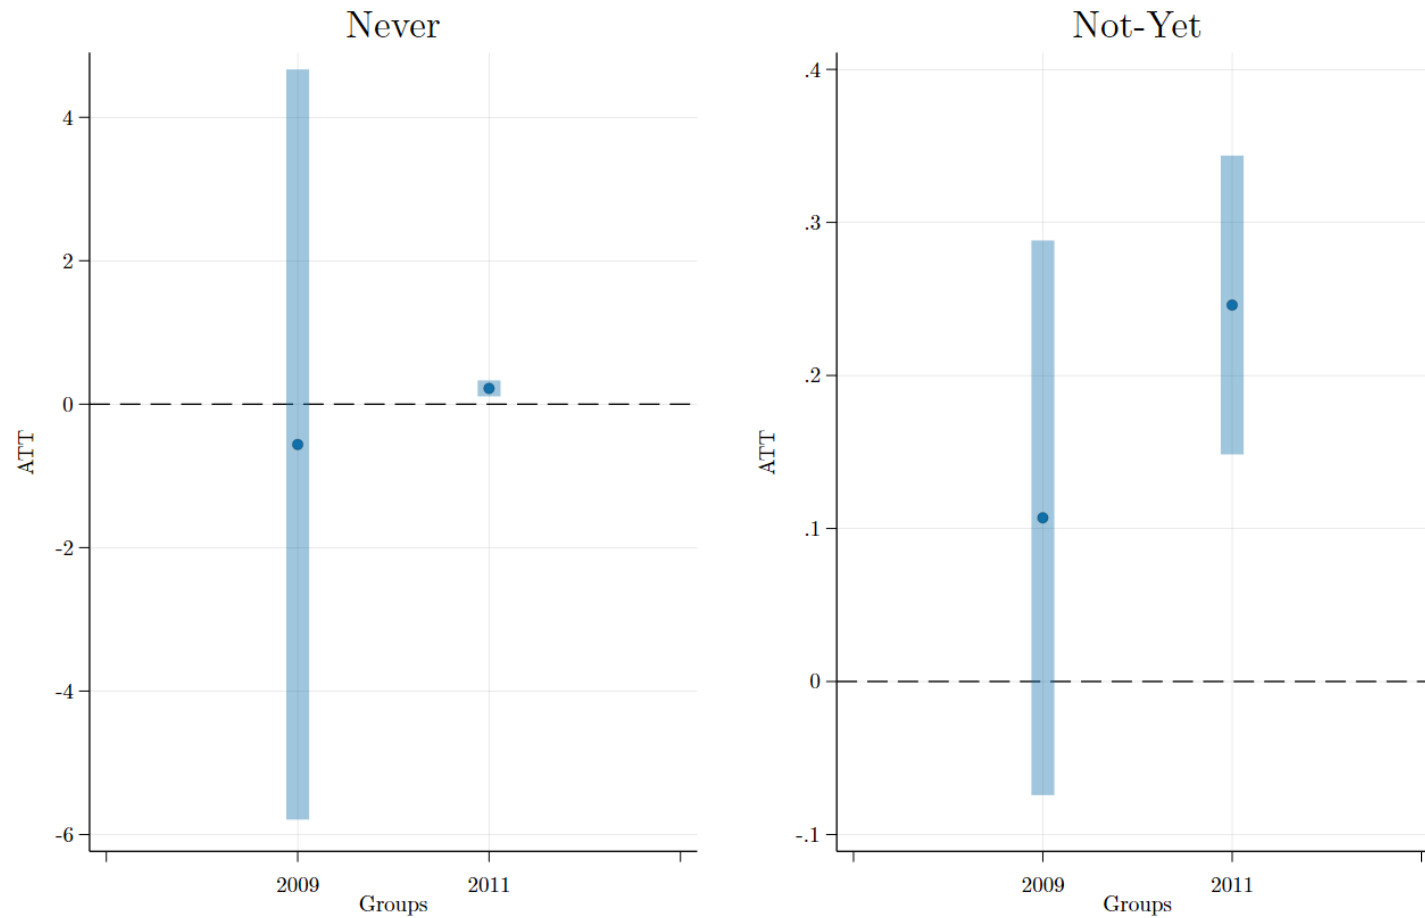 Never
4
2
0
-2
-4
-6
ATT
2009
2011
Groups
Not-Yet
.4
.3
.2
.1
0
-.1
ATT
2009
2011
Groups